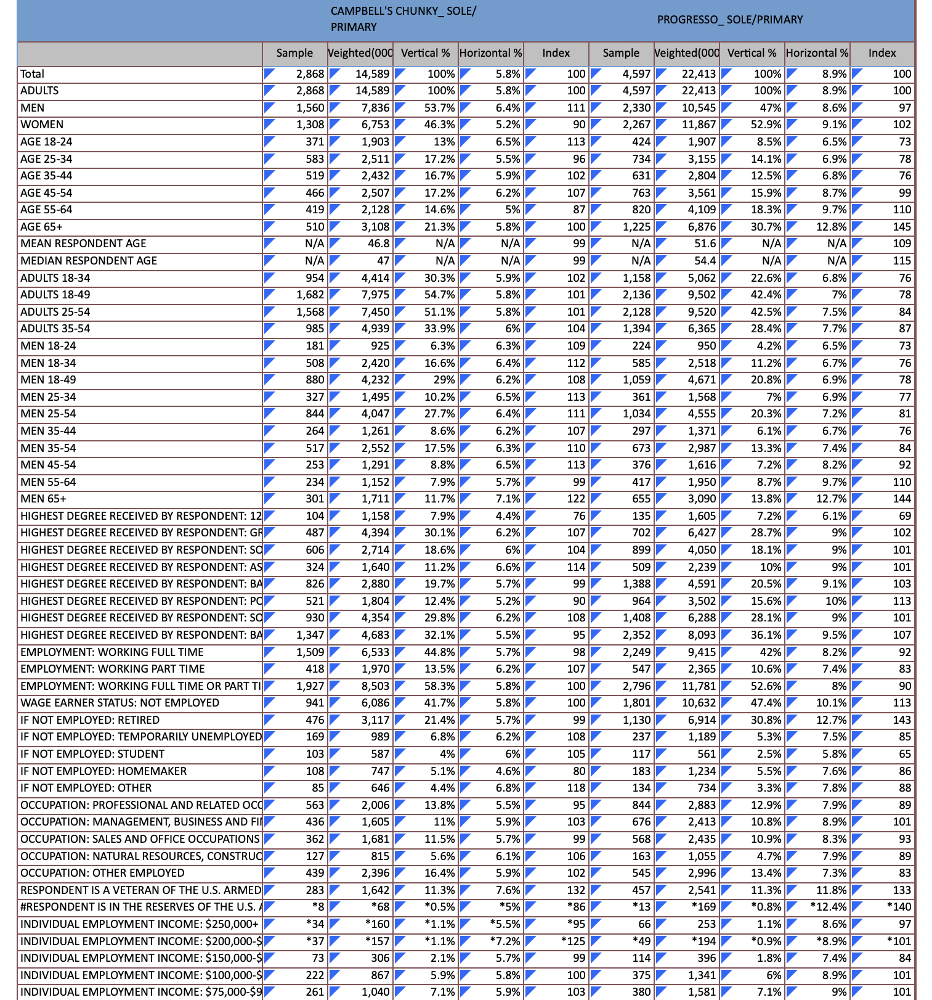 CAMPBELL'S CHUNKY_ SOLE/
PRIMARY
PROGRESSO_ SOLE/PRIMARY
Sample Weighted(000 Vertical % Horizontal % Index Sample Weighted(000 Vertical % Horizontal % Index
Total 2,868 14,589 100% 5.8% 100 4,597 22,413 100% 8.9% 100
ADULTS 2,868 14,589 100% 5.8% 100 4,597 22,413 100% 8.9% 100
MEN 1,560 7,836 53.7% 6.4% 111 2,330 10,545 47% 8.6% 97
WOMEN 1,308 6,753 46.3% 5.2% 90 2,267 11,867 52.9% 9.1% 102
AGE 18-24 371 1,903 13% 6.5% 113 424 1,907 8.5% 6.5% 73
AGE 25-34 583 2,511 17.2% 5.5% 96 734 3,155 14.1% 6.9% 78
AGE 35-44 519 2,432 16.7% 5.9% 102 631 2,804 12.5% 6.8% 76
AGE 45-54 466 2,507 17.2% 6.2% 107 763 3,561 15.9% 8.7% 99
AGE 55-64 419 2,128 14.6% 5% 87 820 4,109 18.3% 9.7% 110
AGE 65+ 510 3,108 21.3% 5.8% 100 1,225 6,876 30.7% 12.8% 145
MEAN RESPONDENT AGE N/A 46.8 N/A N/A 99 N/A 51.6 N/A N/A 109
MEDIAN RESPONDENT AGE N/A 47 N/A N/A 99 N/A 54.4 N/A N/A 115
ADULTS 18-34 954 4,414 30.3% 5.9% 102 1,158 5,062 22.6% 6.8% 76
ADULTS 18-49 1,682 7,975 54.7% 5.8% 101 2,136 9,502 42.4% 7% 78
ADULTS 25-54 1,568 7,450 51.1% 5.8% 101 2,128 9,520 42.5% 7.5% 84
ADULTS 35-54 985 4,939 33.9% 6% 104 1,394 6,365 28.4% 7.7% 87
MEN 18-24 181 925 6.3% 6.3% 109 224 950 4.2% 6.5% 73
MEN 18-34 508 2,420 16.6% 6.4% 112 585 2,518 11.2% 6.7% 76
MEN 18-49 880 4,232 29% 6.2% 108 1,059 4,671 20.8% 6.9% 78
MEN 25-34 327 1,495 10.2% 6.5% 113 361 1,568 7% 6.9% 77
MEN 25-54 844 4,047 27.7% 6.4% 111 1,034 4,555 20.3% 7.2% 81
MEN 35-44 264 1,261 8.6% 6.2% 107 297 1,371 6.1% 6.7% 76
MEN 35-54 517 2,552 17.5% 6.3% 110 673 2,987 13.3% 7.4% 84
MEN 45-54 253 1,291 8.8% 6.5% 113 376 1,616 7.2% 8.2% 92
MEN 55-64 234 1,152 7.9% 5.7% 99 417 1,950 8.7% 9.7% 110
MEN 65+ 301 1,711 11.7% 7.1% 122 655 3,090 13.8% 12.7% 144
HIGHEST DEGREE RECEIVED BY RESPONDENT: 12 104 1,158 7.9% 4.4% 76 135 1,605 7.2% 6.1% 69
HIGHEST DEGREE RECEIVED BY RESPONDENT: GR 487 4,394 30.1% 6.2% 107 702 6,427 28.7% 9% 102
HIGHEST DEGREE RECEIVED BY RESPONDENT: SO 606 2,714 18.6% 6% 104 899 4,050 18.1% 9% 101
HIGHEST DEGREE RECEIVED BY RESPONDENT: AS 324 1,640 11.2% 6.6% 114 509 2,239 10% 9% 101
HIGHEST DEGREE RECEIVED BY RESPONDENT: BA 826 2,880 19.7% 5.7% 99 1,388 4,591 20.5% 9.1% 103
HIGHEST DEGREE RECEIVED BY RESPONDENT: PO 521 1,804 12.4% 5.2% 90 964 3,502 15.6% 10% 113
HIGHEST DEGREE RECEIVED BY RESPONDENT: SO 930 4,354 29.8% 6.2% 108 1,408 6,288 28.1% 9% 101
HIGHEST DEGREE RECEIVED BY RESPONDENT: BA 1,347 4,683 32.1% 5.5% 95 2,352 8,093 36.1% 9.5% 107
EMPLOYMENT: WORKING FULL TIME 1,509 6,533 44.8% 5.7% 98 2,249 9,415 42% 8.2% 92
EMPLOYMENT: WORKING PART TIME 418 1,970 13.5% 6.2% 107 547 2,365 10.6% 7.4% 83
EMPLOYMENT: WORKING FULL TIME OR PART TI 1,927 8,503 58.3% 5.8% 100 2,796 11,781 52.6% 8% 90
WAGE EARNER STATUS: NOT EMPLOYED 941 6,086 41.7% 5.8% 100 1,801 10,632 47.4% 10.1% 113
IF NOT EMPLOYED: RETIRED 476 3,117 21.4% 5.7% 99 1,130 6,914 30.8% 12.7% 143
IF NOT EMPLOYED: TEMPORARILY UNEMPLOYED 169 989 6.8% 6.2% 108 237 1,189 5.3% 7.5% 85
IF NOT EMPLOYED: STUDENT 103 587 4% 6% 105 117 561 2.5% 5.8% 65
IF NOT EMPLOYED: HOMEMAKER 108 747 5.1% 4.6% 80 183 1,234 5.5% 7.6% 86
IF NOT EMPLOYED: OTHER 85 646 4.4% 6.8% 118 134 734 3.3% 7.8% 88
OCCUPATION: PROFESSIONAL AND RELATED OCC 563 2,006 13.8% 5.5% 95 844 2,883 12.9% 7.9% 89
OCCUPATION: MANAGEMENT, BUSINESS AND FIN 436 1,605 11% 5.9% 103 676 2,413 10.8% 8.9% 101
OCCUPATION: SALES AND OFFICE OCCUPATIONS 362 1,681 11.5% 5.7% 99 568 2,435 10.9% 8.3% 93
OCCUPATION: NATURAL RESOURCES, CONSTRUC 127 815 5.6% 6.1% 106 163 1,055 4.7% 7.9% 89
OCCUPATION: OTHER EMPLOYED 439 2,396 16.4% 5.9% 102 545 2,996 13.4% 7.3% 83
RESPONDENT IS A VETERAN OF THE U.S. ARMED 283 1,642 11.3% 7.6% 132 457 2,541 11.3% 11.8% 133
#RESPONDENT IS IN THE RESERVES OF THE U.S. A *8 *68 *0.5% *5% *86 *13 *169 *0.8% *12.4% *140
INDIVIDUAL EMPLOYMENT INCOME: $250,000+ *34 *160 *1.1% *5.5% *95 66 253 1.1% 8.6% 97
INDIVIDUAL EMPLOYMENT INCOME: $200,000-$ *37 *157 *1.1% *7.2% *125 *49 *194 *0.9% *8.9% *101
INDIVIDUAL EMPLOYMENT INCOME: $150,000-$ 73 306 2.1% 5.7% 99 114 396 1.8% 7.4% 84
INDIVIDUAL EMPLOYMENT INCOME: $100,000-$ 222 867 5.9% 5.8% 100 375 1,341 6% 8.9% 101
INDIVIDUAL EMPLOYMENT INCOME: $75,000-$9 261 1,040 7.1% 5.9% 103 380 1,581 7.1% 9% 101